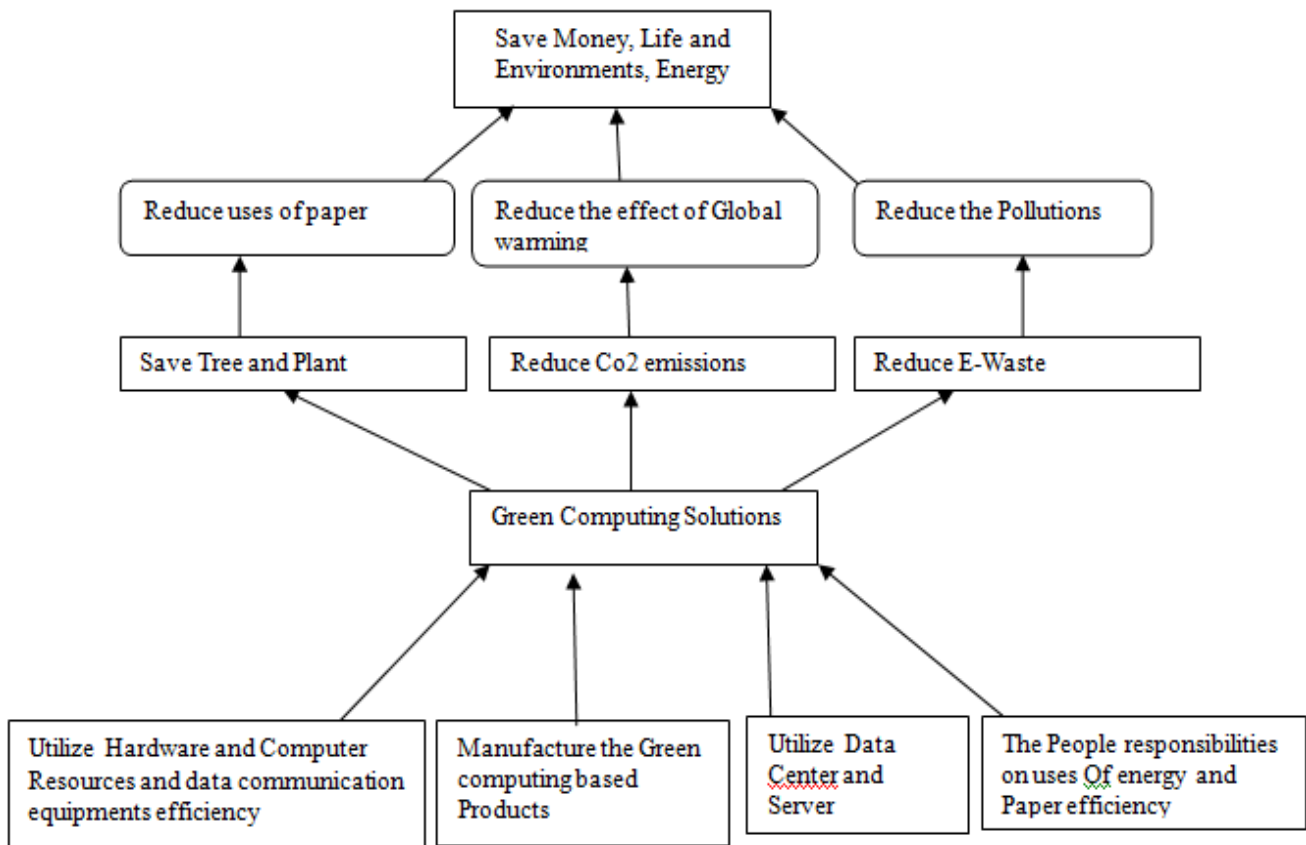 Save Money, Life and
Environments, Energy
Reduce uses of paper
Reduce the effect of Global
warming
Reduce the Pollutions
Save Tree and Plant
Reduce Co2 emissions
Reduce E-Waste
Green Computing Solutions
Utilize Hardware and Computer
Resources and data communication
equipments efficiency
Manufacture the Green
computing based
Products
Utilize Data
Center and
Server
The People responsibilities
on uses Of energy and
Paper efficiency